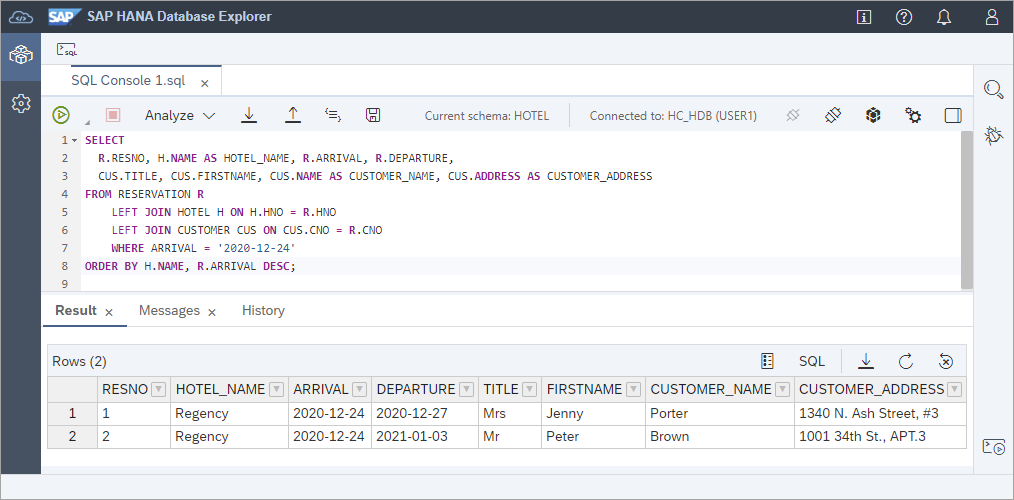 SAP SAP HANA Database Explorer
SQL
SQL Console 1.sql
Analyze Current schema: HOTEL Connected to: HC_HDB (USER1)
1 SELECT
2 R.RESNO, H.NAME AS HOTEL_NAME, R.ARRIVAL, R.DEPARTURE,
3 CUS.TITLE, CUS.FIRSTNAME, CUS.NAME AS CUSTOMER_NAME, CUS.ADDRESS AS CUSTOMER_ADDRESS
4 FROM RESERVATION R
5 LEFT JOIN HOTEL H ON H.HNO = R.HNO
6 LEFT JOIN CUSTOMER CUS ON CUS.CNO = R.CNO
7 WHERE ARRIVAL = '2020-12-24'
8 ORDER BY H.NAME, R.ARRIVAL DESC;
9
Result Messages History
Rows (2) SQL
RESNO HOTEL_NAME ARRIVAL DEPARTURE TITLE FIRSTNAME CUSTOMER_NAME CUSTOMER_ADDRESS
1 1 Regency 2020-12-24 2020-12-27 Mrs Jenny Porter 1340 N. Ash Street, #3
2 2 Regency 2020-12-24 2021-01-03 Mr Peter Brown 1001 34th St., APT.3